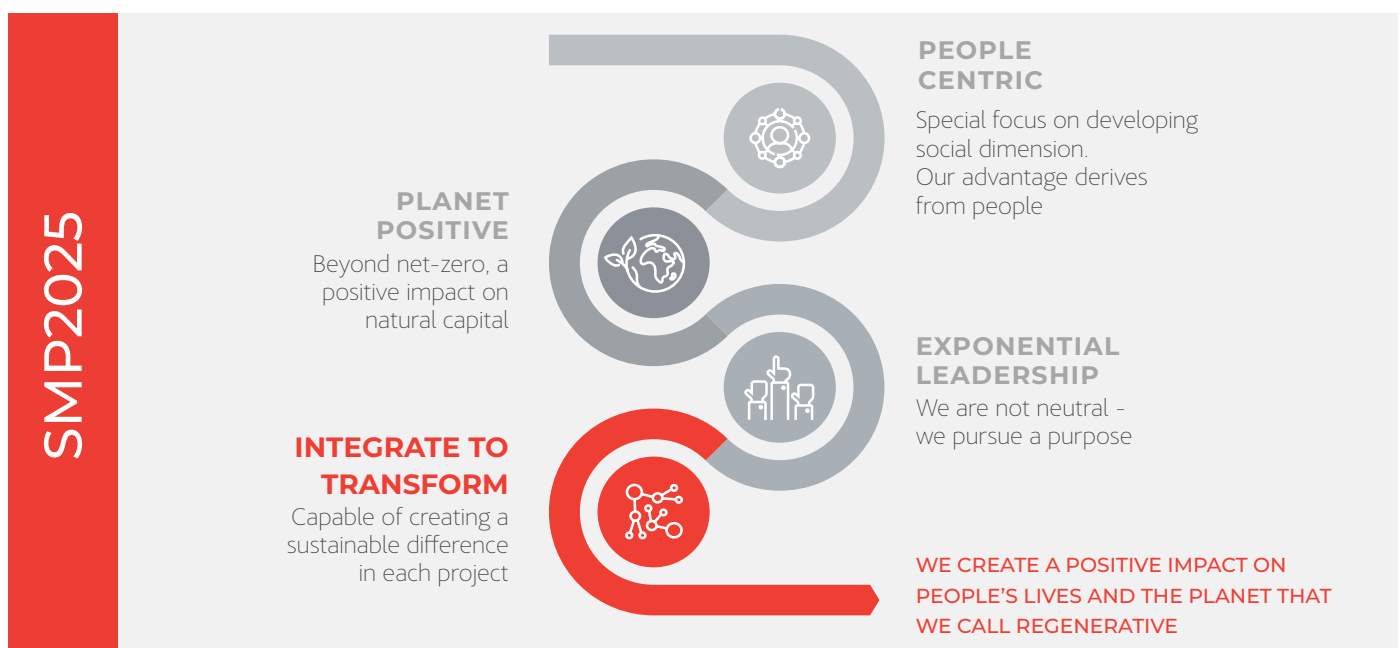 SMP2025
PEOPLE
CENTRIC
Special focus on developing
social dimension.
Our advantage derives
from people
PLANET
POSITIVE
Beyond net-zero, a
positive impact on
natural capital
EXPONENTIAL
LEADERSHIP
We are not neutral -
we pursue a purpose
INTEGRATE TO
TRANSFORM
Capable of creating a
sustainable difference
in each project
WE CREATE A POSITIVE IMPACT ON
PEOPLE’S LIVES AND THE PLANET THAT
WE CALL REGENERATIVE